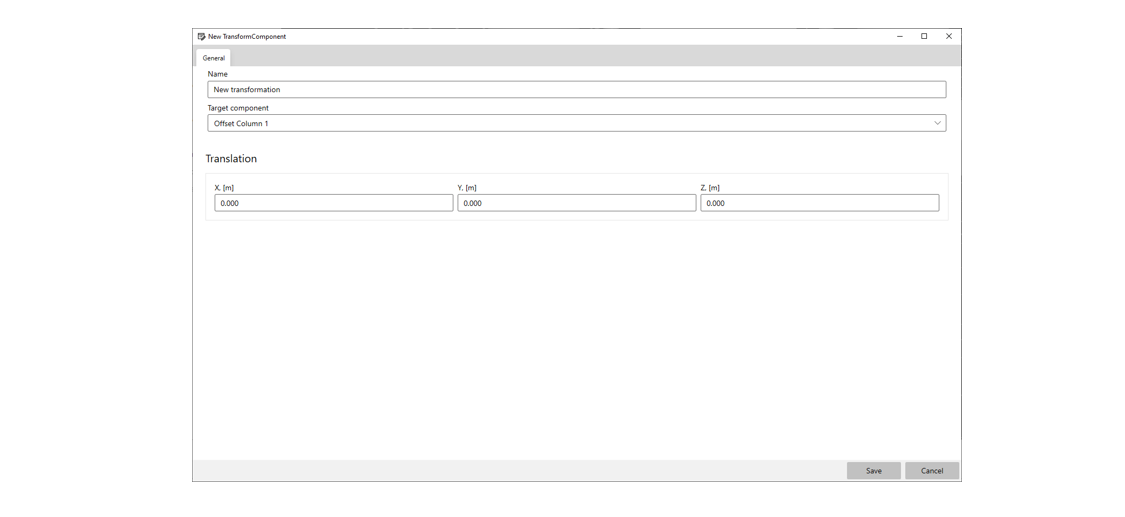 New TransformComponent
General
Name
New transformation
Target component
Offset Column 1
Translation
X. [m] Y. [m] Z. [m]
0.000 0.000 0.000
Save Cancel